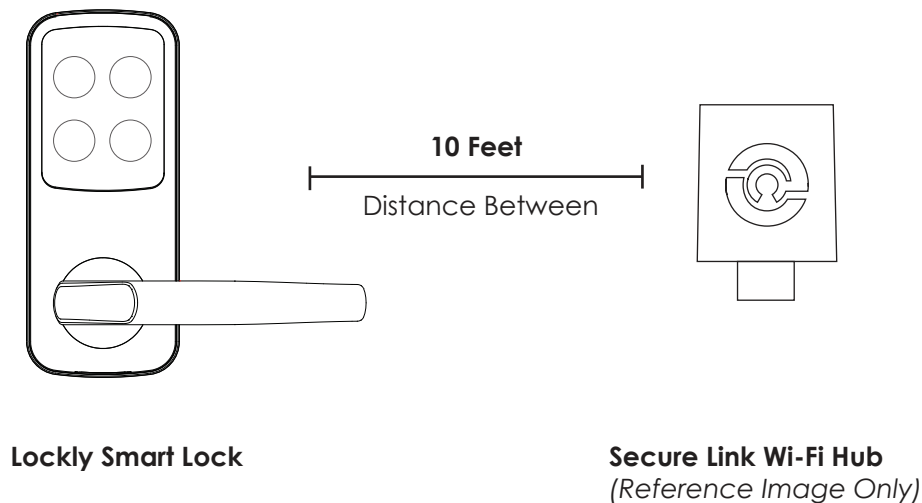 10 Feet
Distance Between
Lockly Smart Lock
Secure Link Wi-Fi Hub
(Reference Image Only)